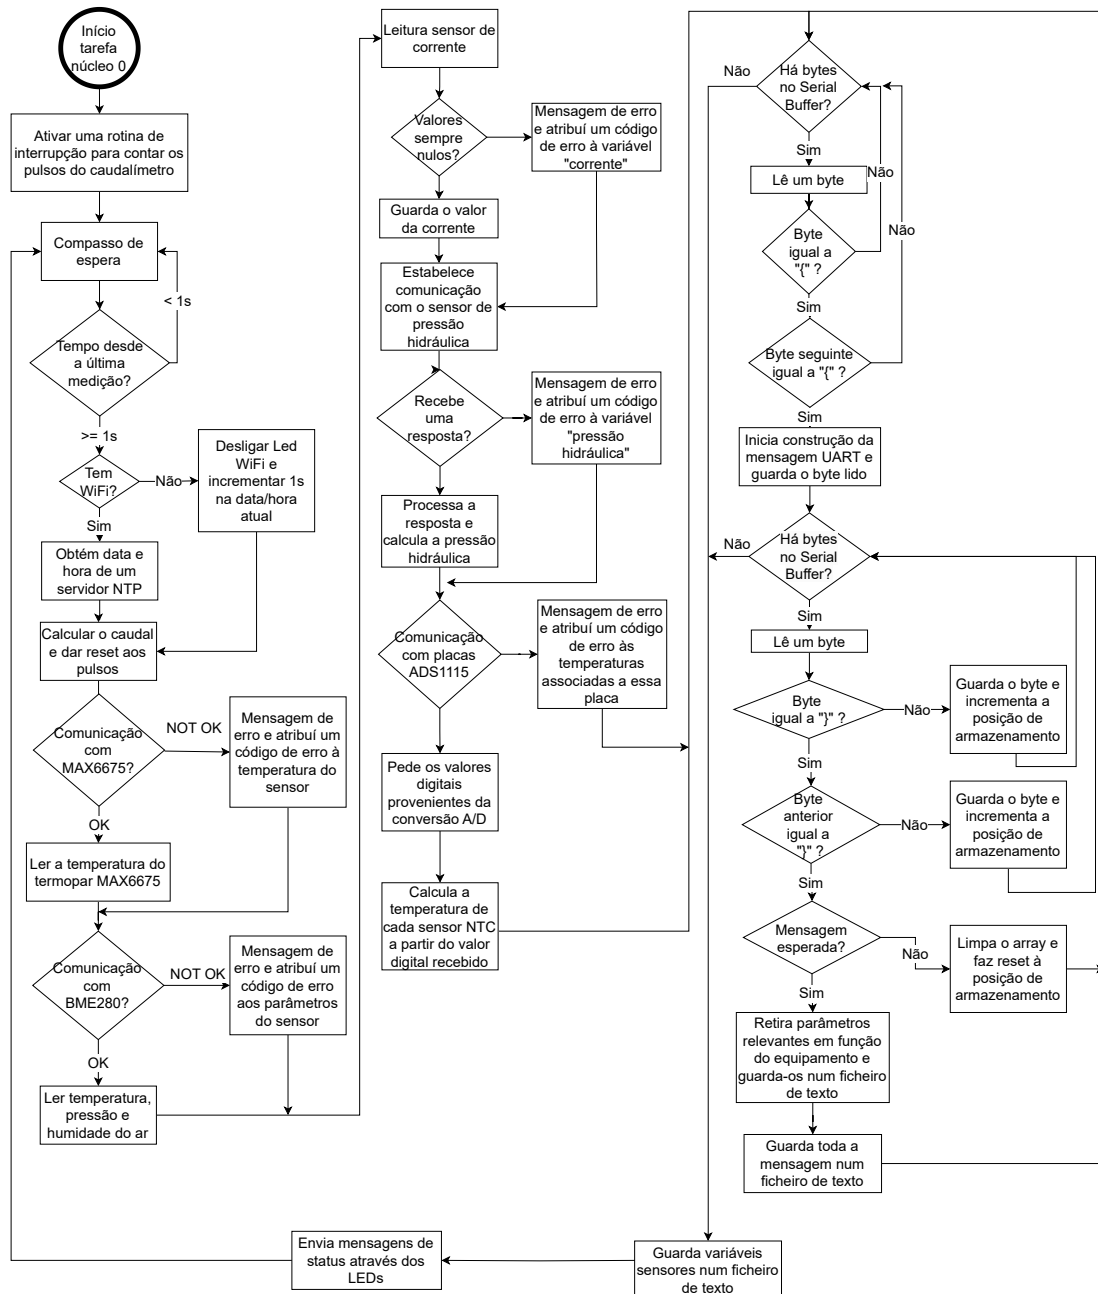 Início
tarefa
núcleo 0
Ativar uma rotina de
interrupção para contar os
pulsos do caudalímetro
Compasso de
espera
< 1s
Tempo desde
a última
medição?
>= 1s
Tem
WiFi?
Não
Desligar Led
WiFi e
incrementar 1s
na data/hora
atual
Sim
Obtém data e
hora de um
servidor NTP
Calcular o caudal
e dar reset aos
pulsos
Comunicação
com
MAX6675?
NOT OK
Mensagem de
erro e atribuí um
código de erro à
temperatura do
sensor
OK
Ler a temperatura do
termopar MAX6675
Comunicação
com
BME280?
NOT OK
Mensagem de
erro e atribuí um
código de erro
aos parâmetros
do sensor
OK
Ler temperatura,
pressão e
humidade do ar
Leitura sensor de
corrente
Valores
sempre
nulos?
Mensagem de erro
e atribuí um código
de erro à variável
"corrente"
Guarda o valor
da corrente
Estabelece
comunicação
com o sensor de
pressão
hidráulica
Recebe
uma
resposta?
Mensagem de erro
e atribuí um código
de erro à variável
"pressão
hidráulica"
Processa a
resposta e
calcula a pressão
hidráulica
Comunicação
com placas
ADS1115
Mensagem de erro
e atribuí um código
de erro às
temperaturas
associadas a essa
placa
Pede os valores
digitais
provenientes da
conversão A/D
Calcula a
temperatura de
cada sensor NTC
a partir do valor
digital recebido
Há bytes
no Serial
Buffer?
Não
Sim
Lê um byte
Não
Byte
igual a
"{" ?
Não
Sim
Byte seguinte
igual a "{" ?
Sim
Inicia construção da
mensagem UART e
guarda o byte lido
Há bytes
no Serial
Buffer?
Não
Sim
Lê um byte
Byte
igual a "}" ?
Não
Guarda o byte e
incrementa a
posição de
armazenamento
Sim
Byte
anterior
igual a
"}" ?
Não
Guarda o byte e
incrementa a
posição de
armazenamento
Sim
Mensagem
esperada?
Não
Limpa o array e
faz reset à
posição de
armazenamento
Sim
Retira parâmetros
relevantes em função
do equipamento e
guarda-os num ficheiro
de texto
Guarda toda a
mensagem num
ficheiro de texto
Guarda variáveis
sensores num ficheiro
de texto
Envia mensagens de
status através dos
LEDs